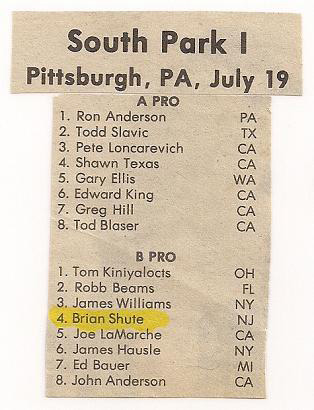 South Park I
Pittsburgh, PA, July 19
A PRO
1. Ron Anderson PA
2. Todd Slavic TX
3. Pete Loncarevich CA
4. Shawn Texas CA
5. Gary Ellis WA
6. Edward King CA
7. Greg Hill CA
8. Tod Blaser CA
B PRO
1. Tom Kiniyalocts OH
2. Robb Beams FL
3. James Williams NY
4. Brian Shute NJ
5. Joe LaMarche CA
6. James Hausle NY
7. Ed Bauer MI
8. John Anderson CA